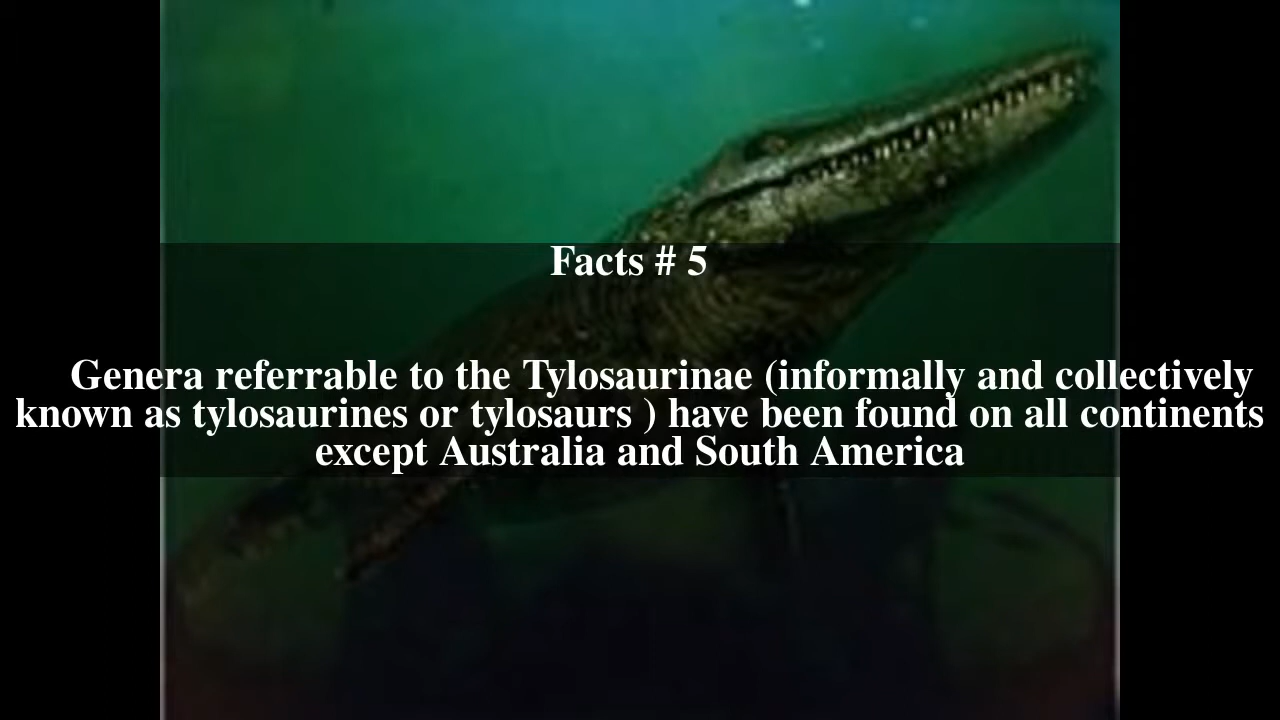 Facts # 5
Genera referrable to the Tylosaurinae (informally and collectively
known as tylosaurines or tylosaurs ) have been found on all continents
except Australia and South America